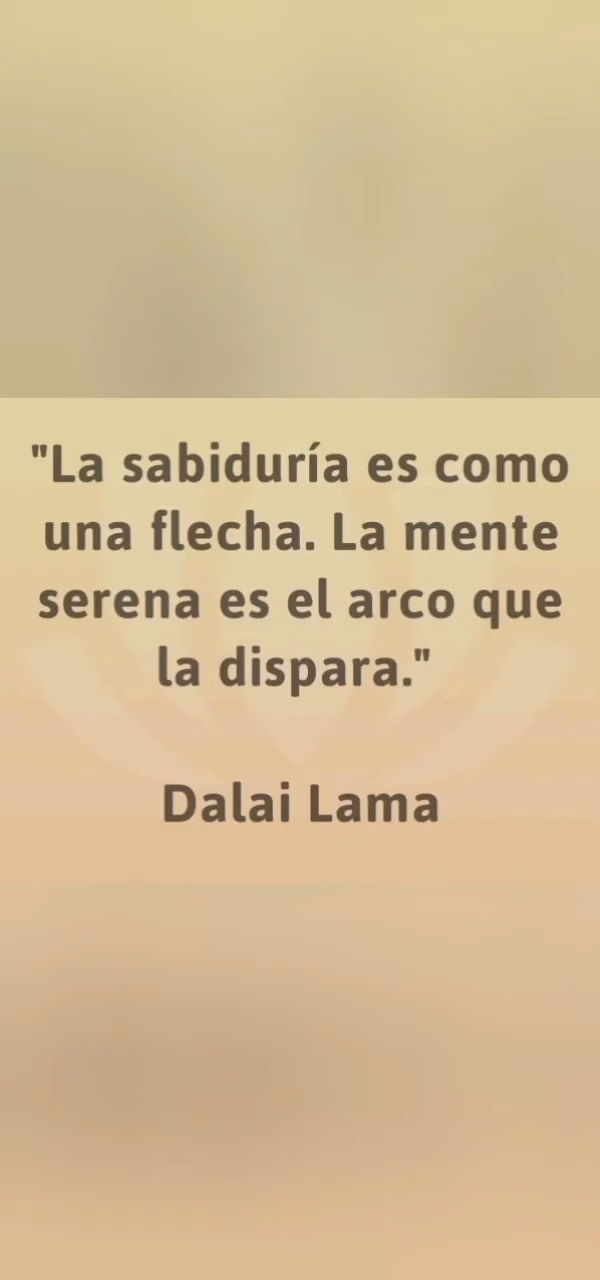 "La sabiduría es como
una flecha. La mente
serena es el arco que
la dispara."
Dalai Lama